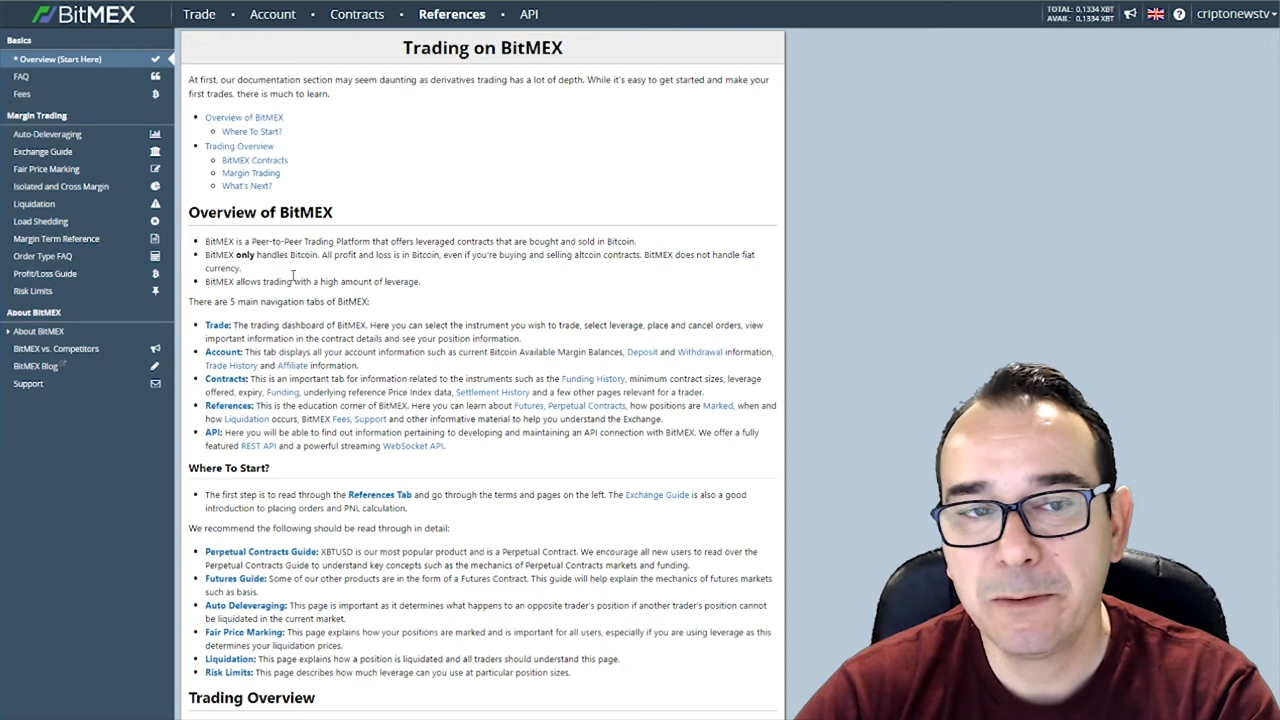 BitMEX
Trade • Account • Contracts • References • API
TOTAL: 0,1334 XBT
AVAIL: 0,1334 XBT
criptonewstv
Basics
* Overview (Start Here)
FAQ
Fees
Margin Trading
Auto-Deleveraging
Exchange Guide
Fair Price Marking
Isolated and Cross Margin
Liquidation
Load Shedding
Margin Term Reference
Order Type FAQ
Profit/Loss Guide
Risk Limits
About BitMEX
About BitMEX
BitMEX vs. Competitors
BitMEX Blog
Support
Trading on BitMEX
At first, our documentation section may seem daunting as derivatives trading has a lot of depth. While it's easy to get started and make your
first trades, there is much to learn.
Overview of BitMEX
Where To Start?
Trading Overview
BitMEX Contracts
Margin Trading
What's Next?
Overview of BitMEX
BitMEX is a Peer-to-Peer Trading Platform that offers leveraged contracts that are bought and sold in Bitcoin.
BitMEX only handles Bitcoin. All profit and loss is in Bitcoin, even if you're buying and selling altcoin contracts. BitMEX does not handle fiat
currency.
BitMEX allows trading with a high amount of leverage.
There are 5 main navigation tabs of BitMEX:
Trade: The trading dashboard of BitMEX. Here you can select the instrument you wish to trade, select leverage, place and cancel orders, view
important information in the contract details and see your position information.
Account: This tab displays all your account information such as current Bitcoin Available Margin Balances, Deposit and Withdrawal information,
Trade History and Affiliate information.
Contracts: This is an important tab for information related to the instruments such as the Funding History, minimum contract sizes, leverage
offered, expiry, Funding, underlying reference Price Index data, Settlement History and a few other pages relevant for a trader.
References: This is the education corner of BitMEX. Here you can learn about Futures, Perpetual Contracts, how positions are Marked, when and
how Liquidation occurs, BitMEX Fees, Support and other informative material to help you understand the Exchange.
API: Here you will be able to find out information pertaining to developing and maintaining an API connection with BitMEX. We offer a fully
featured REST API and a powerful streaming WebSocket API.
Where To Start?
The first step is to read through the References Tab and go through the terms and pages on the left. The Exchange Guide is also a good
introduction to placing orders and PNL calculation.
We recommend the following should be read through in detail:
Perpetual Contracts Guide: XBTUSD is our most popular product and is a Perpetual Contract. We encourage all new users to read over the
Perpetual Contracts Guide to understand key concepts such as the mechanics of Perpetual Contracts markets and funding.
Futures Guide: Some of our other products are in the form of a Futures Contract. This guide will help explain the mechanics of futures markets
such as basis.
Auto Deleveraging: This page is important as it determines what happens to an opposite trader's position if another trader's position cannot
be liquidated in the current market.
Fair Price Marking: This page explains how your positions are marked and is important for all users, especially if you are using leverage as this
determines your liquidation prices.
Liquidation: This page explains how a position is liquidated and all traders should understand this page.
Risk Limits: This page describes how much leverage can you use at particular position sizes.
Trading Overview